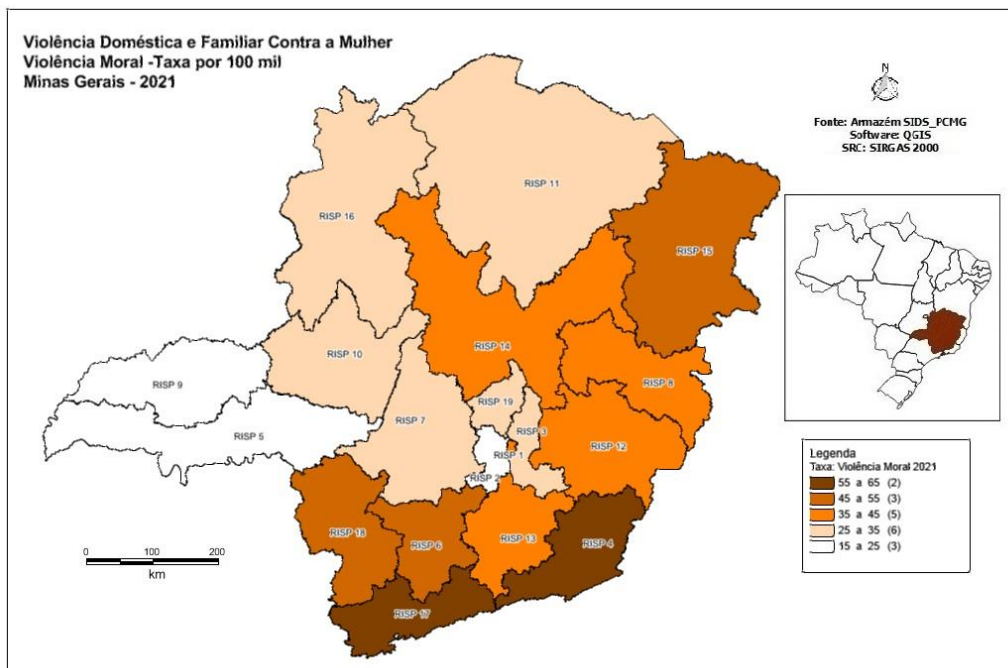 Violência Doméstica e Familiar Contra a Mulher
Violência Moral -Taxa por 100 mil
Minas Gerais - 2021
N
Fonte: Armazém SIDS_PCMG
Software: QGIS
SRC: SIRGAS 2000
RISP 11
RISP 16
RISP 15
RISP 14
RISP 10
RISP 9
RISP 8
RISP 19
RISP 7
RISP 3
RISP 5
RISP 12
RISP 1
RISP 2
RISP 18
RISP 6
RISP 13
RISP 4
RISP 17
Legenda
Taxa: Violência Moral 2021
55 a 65 (2)
45 a 55 (3)
35 a 45 (5)
25 a 35 (6)
15 a 25 (3)
0 100 200
km